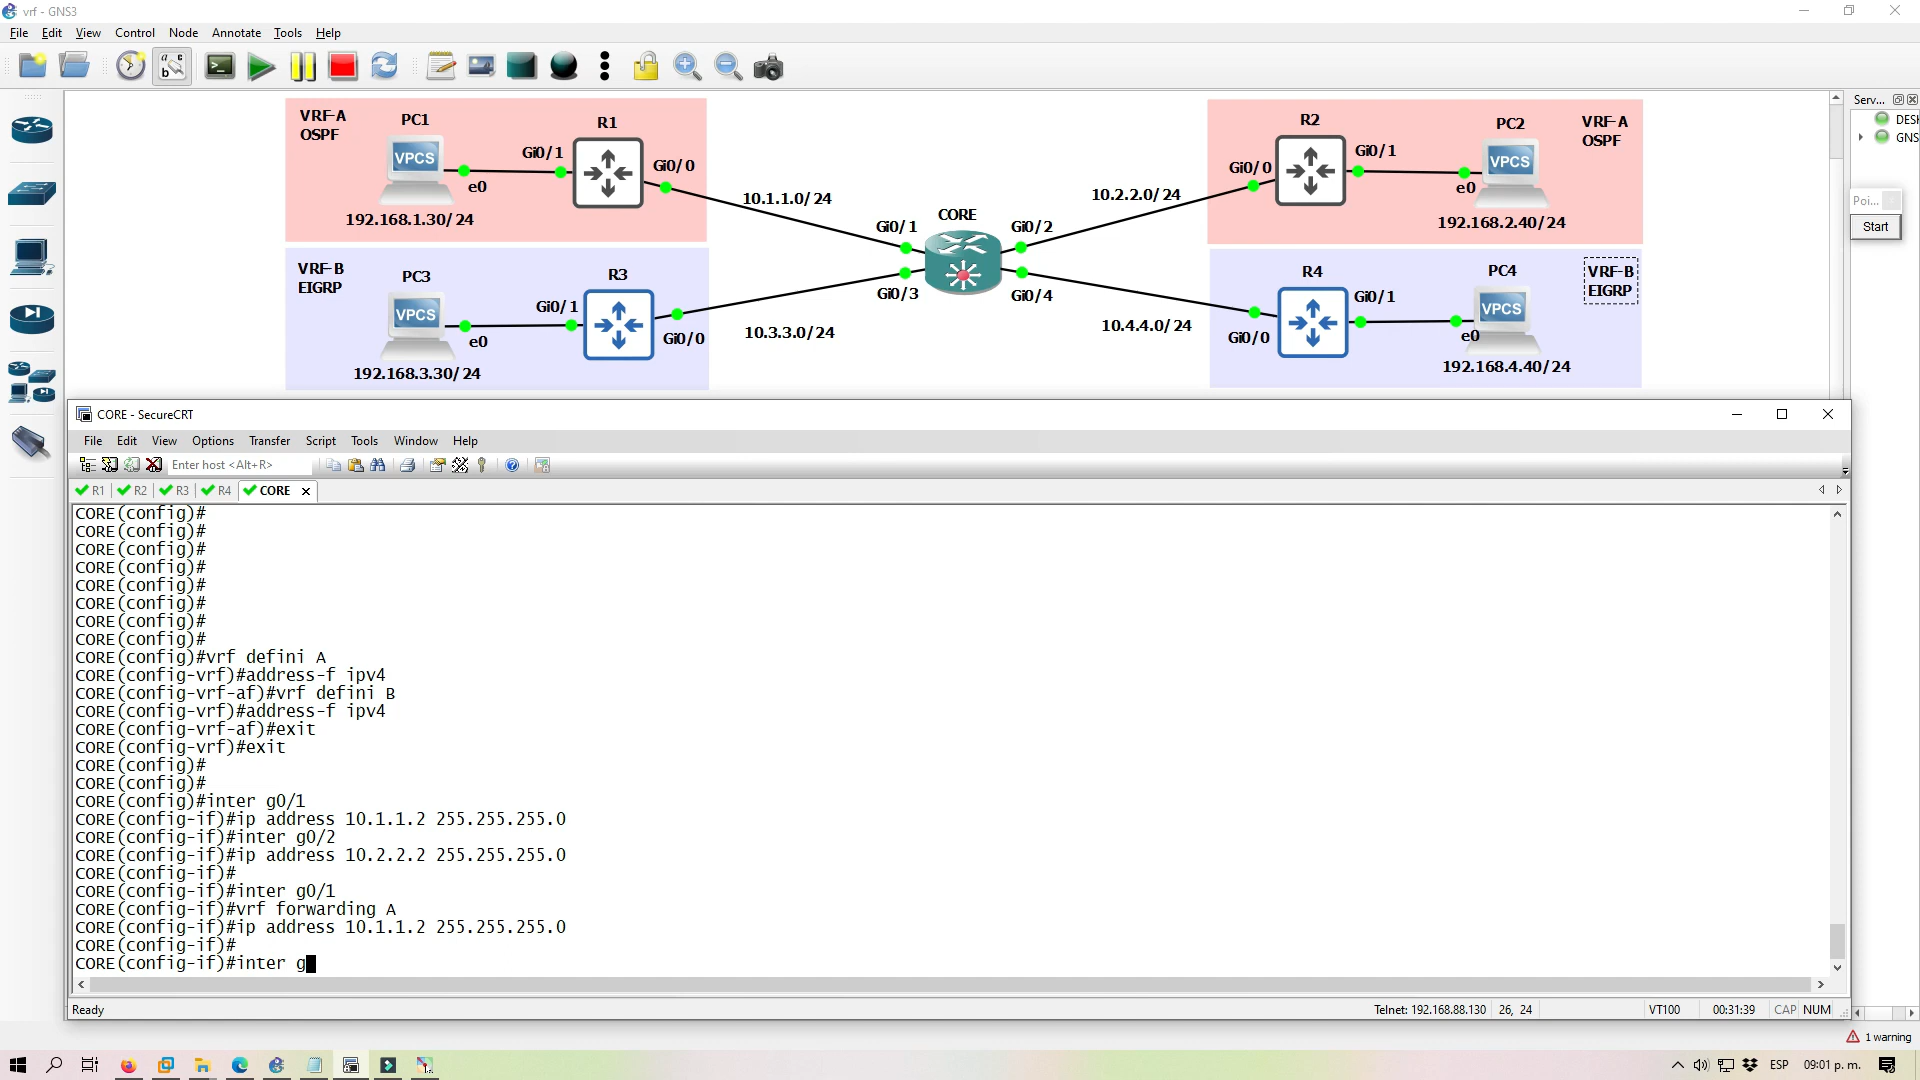 vrf - GNS3
File Edit View Control Node Annotate Tools Help
Serv...
DESH
GNS
VRF-A
OSPF
PC1
R1
VPCS
Gi0/1
Gi0/0
e0
192.168.1.30/24
10.1.1.0/24
VRF-B
EIGRP
PC3
R3
VPCS
Gi0/1
Gi0/0
e0
192.168.3.30/24
10.3.3.0/24
CORE
Gi0/1
Gi0/2
Gi0/3
Gi0/4
10.2.2.0/24
R2
PC2
VRF-A
OSPF
Gi0/0
Gi0/1
VPCS
e0
192.168.2.40/24
10.4.4.0/24
R4
PC4
VRF-B
EIGRP
Gi0/0
Gi0/1
VPCS
e0
192.168.4.40/24
Poi...
Start
CORE - SecureCRT
File Edit View Options Transfer Script Tools Window Help
Enter host <Alt+R>
R1 R2 R3 R4 CORE
CORE(config)#
CORE(config)#
CORE(config)#
CORE(config)#
CORE(config)#
CORE(config)#
CORE(config)#
CORE(config)#
CORE(config)#vrf defini A
CORE(config-vrf)#address-f ipv4
CORE(config-vrf-af)#vrf defini B
CORE(config-vrf)#address-f ipv4
CORE(config-vrf-af)#exit
CORE(config-vrf)#exit
CORE(config)#
CORE(config)#
CORE(config)#inter g0/1
CORE(config-if)#ip address 10.1.1.2 255.255.255.0
CORE(config-if)#inter g0/2
CORE(config-if)#ip address 10.2.2.2 255.255.255.0
CORE(config-if)#
CORE(config-if)#inter g0/1
CORE(config-if)#vrf forwarding A
CORE(config-if)#ip address 10.1.1.2 255.255.255.0
CORE(config-if)#
CORE(config-if)#inter g
Ready
Telnet: 192.168.88.130 26, 24 VT100 00:31:39 CAP NUM
1 warning
ESP 09:01 p. m.